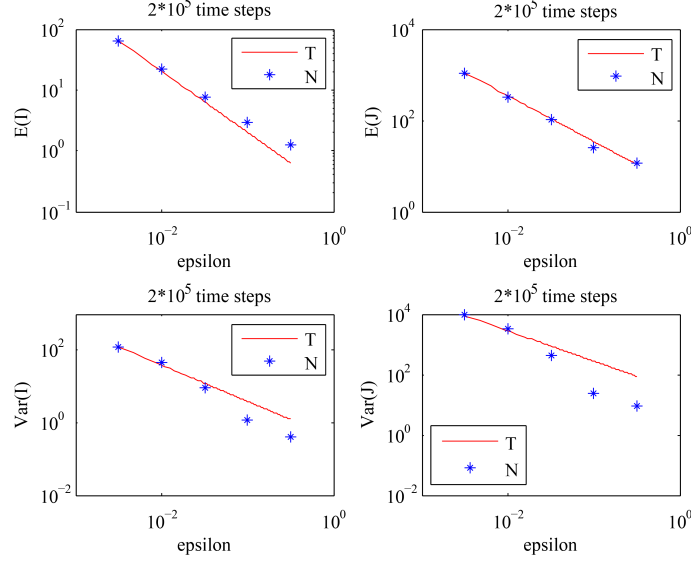 2*10^5 time steps
10^2
10^1
10^0
10^-1
E(I)
T
N
10^-2
10^0
epsilon
2*10^5 time steps
10^4
10^2
10^0
E(J)
T
N
10^-2
10^0
epsilon
2*10^5 time steps
10^2
10^0
10^-2
Var(I)
T
N
10^-2
10^0
epsilon
2*10^5 time steps
10^4
10^2
10^0
10^-2
Var(J)
T
N
10^-2
10^0
epsilon